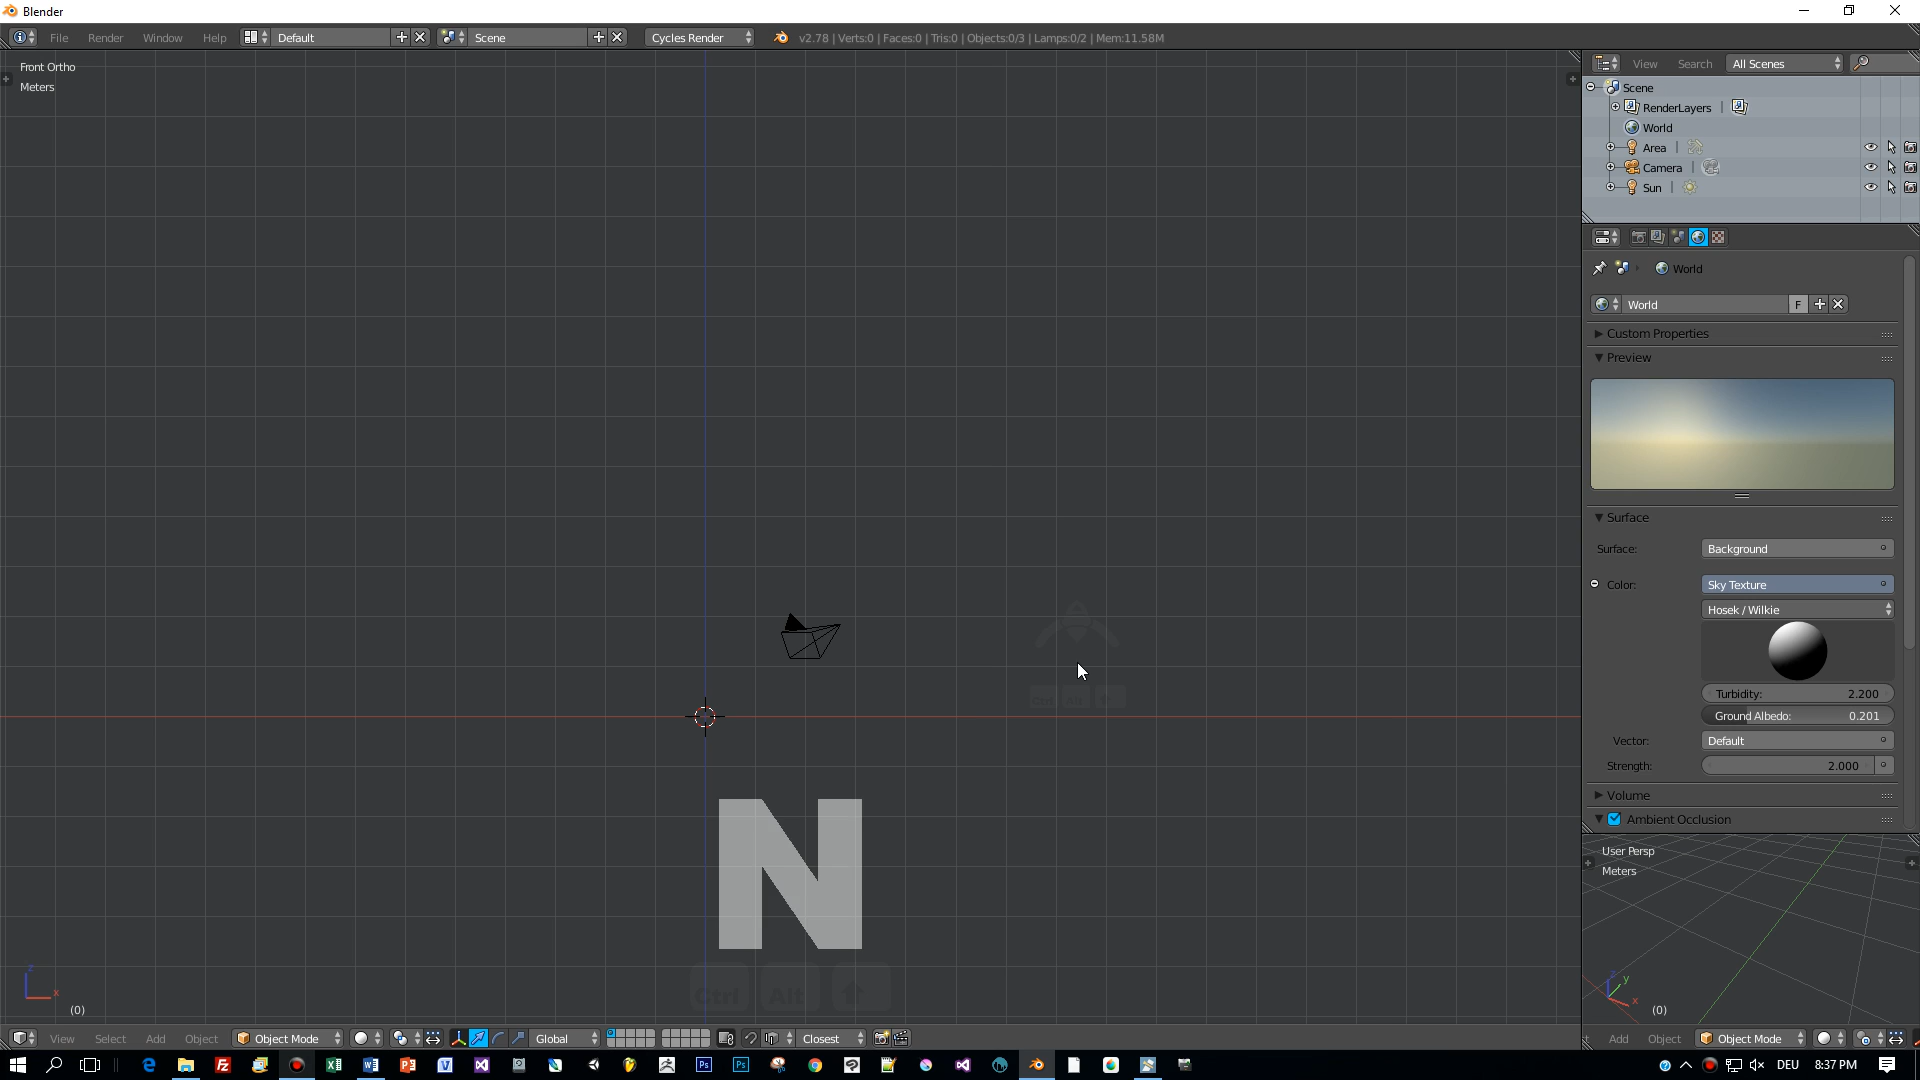 Blender
File Render Window Help Default Scene Cycles Render v2.78 | Verts:0 | Faces:0 | Tris:0 | Objects:0/3 | Lamps:0/2 | Mem:11.58M
Front Ortho
Meters
View Search All Scenes
Scene
RenderLayers
World
Area
Camera
Sun
World
World F
Custom Properties
Preview
Surface
Surface: Background
Color: Sky Texture
Hosek / Wilkie
Turbidity: 2.200
Ground Albedo: 0.201
Vector: Default
Strength: 2.000
Volume
Ambient Occlusion
User Persp
Meters
Ctrl Alt
N
Ctrl Alt
z
x
(0)
z
y
x
(0)
View Select Add Object Object Mode Global Closest
Add Object Object Mode
DEU 8:37 PM